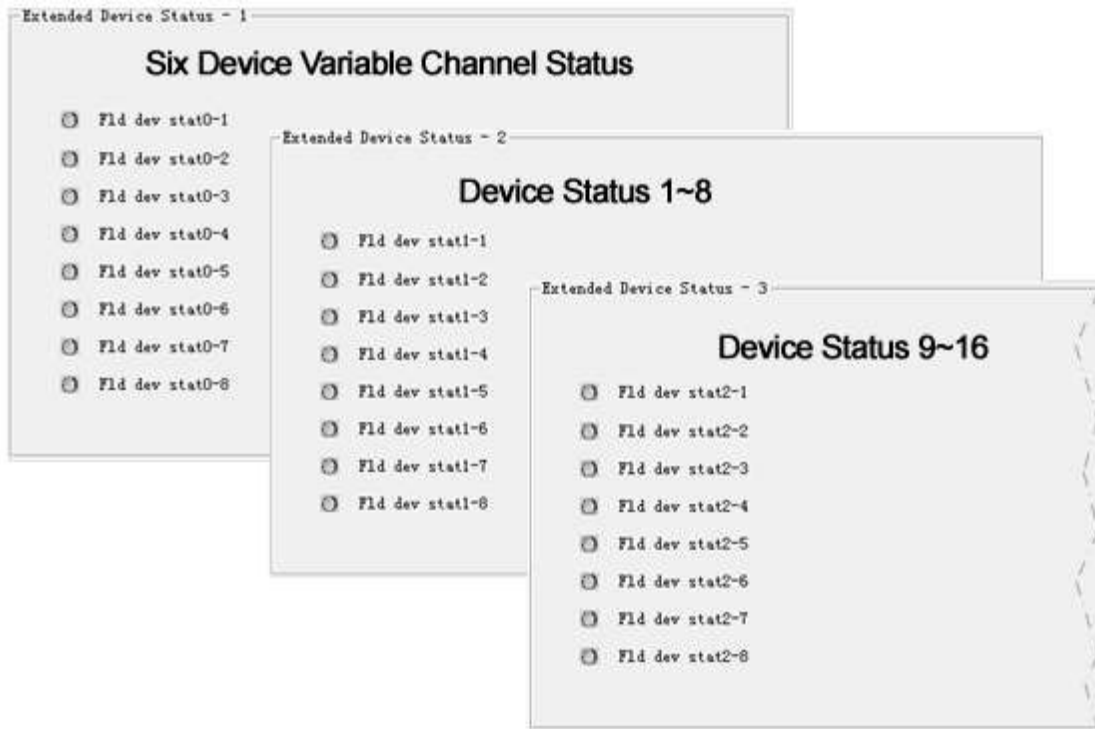 Extended Device Status - 1
Six Device Variable Channel Status
Fld dev stat0-1
Fld dev stat0-2
Fld dev stat0-3
Fld dev stat0-4
Fld dev stat0-5
Fld dev stat0-6
Fld dev stat0-7
Fld dev stat0-8
Extended Device Status - 2
Device Status 1~8
Fld dev stat1-1
Fld dev stat1-2
Fld dev stat1-3
Fld dev stat1-4
Fld dev stat1-5
Fld dev stat1-6
Fld dev stat1-7
Fld dev stat1-8
Extended Device Status - 3
Device Status 9~16
Fld dev stat2-1
Fld dev stat2-2
Fld dev stat2-3
Fld dev stat2-4
Fld dev stat2-5
Fld dev stat2-6
Fld dev stat2-7
Fld dev stat2-8